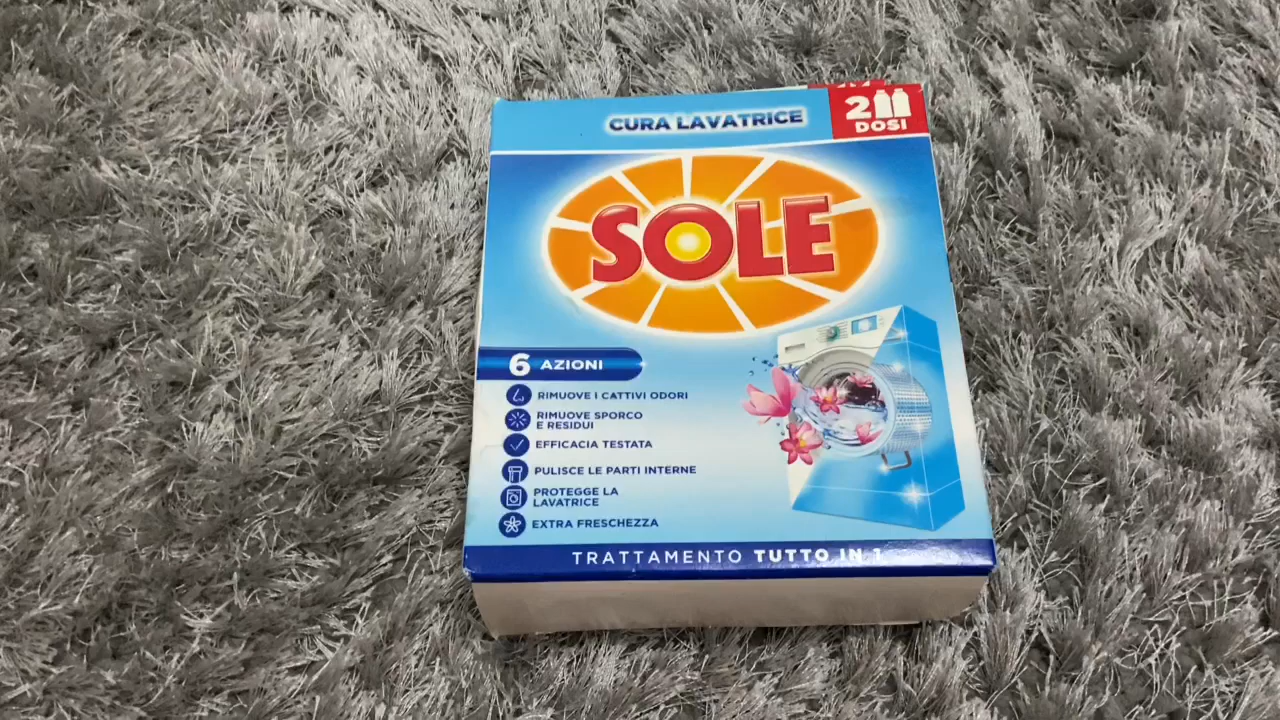 CURA LAVATRICE
2
DOSI
SOLE
6 AZIONI
RIMUOVE I CATTIVI ODORI
RIMUOVE SPORCO
E RESIDUI
EFFICACIA TESTATA
PULISCE LE PARTI INTERNE
PROTEGGE LA
LAVATRICE
EXTRA FRESCHEZZA
TRATTAMENTO TUTTO IN 1